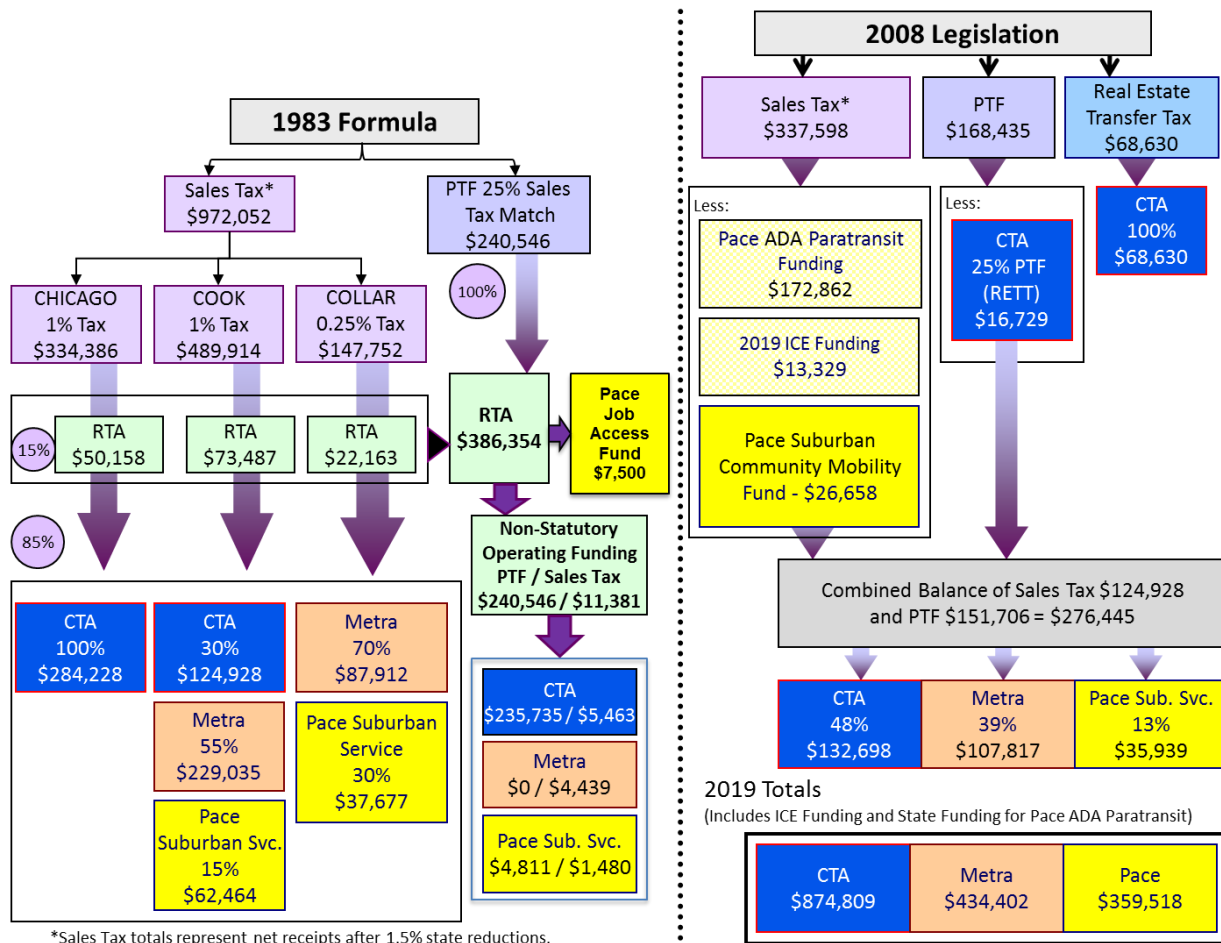 1983 Formula
Sales Tax*
$972,052
PTF 25% Sales
Tax Match
$240,546
100%
CHICAGO
1% Tax
$334,386
COOK
1% Tax
$489,914
COLLAR
0.25% Tax
$147,752
15%
RTA
$50,158
RTA
$73,487
RTA
$22,163
RTA
$386,354
Pace
Job
Access
Fund
$7,500
85%
Non-Statutory
Operating Funding
PTF / Sales Tax
$240,546 / $11,381
CTA
100%
$284,228
CTA
30%
$124,928
Metra
55%
$229,035
Pace
Suburban Svc.
15%
$62,464
Metra
70%
$87,912
Pace Suburban
Service
30%
$37,677
CTA
$235,735 / $5,463
Metra
$0 / $4,439
Pace Sub. Svc.
$4,811 / $1,480
*Sales Tax totals represent net receipts after 1.5% state reductions.
2008 Legislation
Sales Tax*
$337,598
PTF
$168,435
Real Estate
Transfer Tax
$68,630
Less:
Pace ADA Paratransit
Funding
$172,862
2019 ICE Funding
$13,329
Pace Suburban
Community Mobility
Fund - $26,658
Less:
CTA
25% PTF
(RETT)
$16,729
CTA
100%
$68,630
Combined Balance of Sales Tax $124,928
and PTF $151,706 = $276,445
CTA
48%
$132,698
Metra
39%
$107,817
Pace Sub. Svc.
13%
$35,939
2019 Totals
(Includes ICE Funding and State Funding for Pace ADA Paratransit)
CTA
$874,809
Metra
$434,402
Pace
$359,518